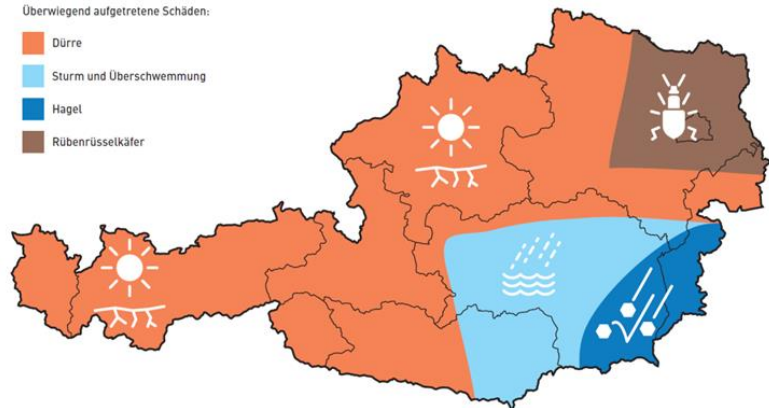 Überwiegend aufgetretene Schäden:
Dürre
Sturm und Überschwemmung
Hagel
Rübenrüsselkäfer